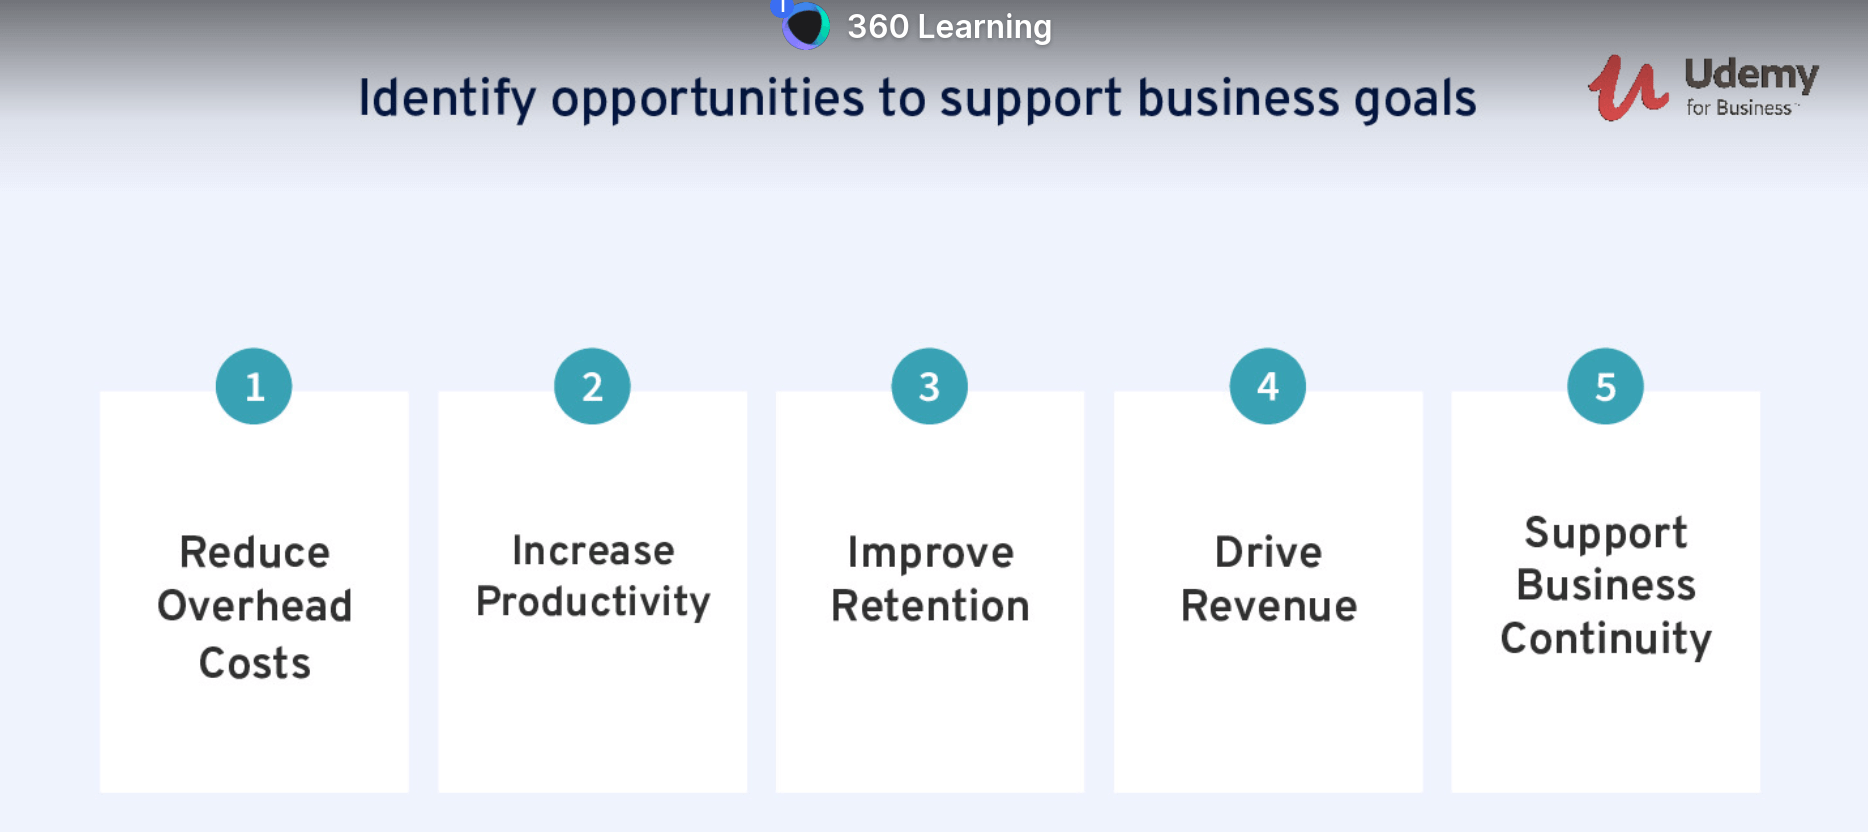 360 Learning
Identify opportunities to support business goals
Udemy
for Business
1
Reduce
Overhead
Costs
2
Increase
Productivity
3
Improve
Retention
4
Drive
Revenue
5
Support
Business
Continuity